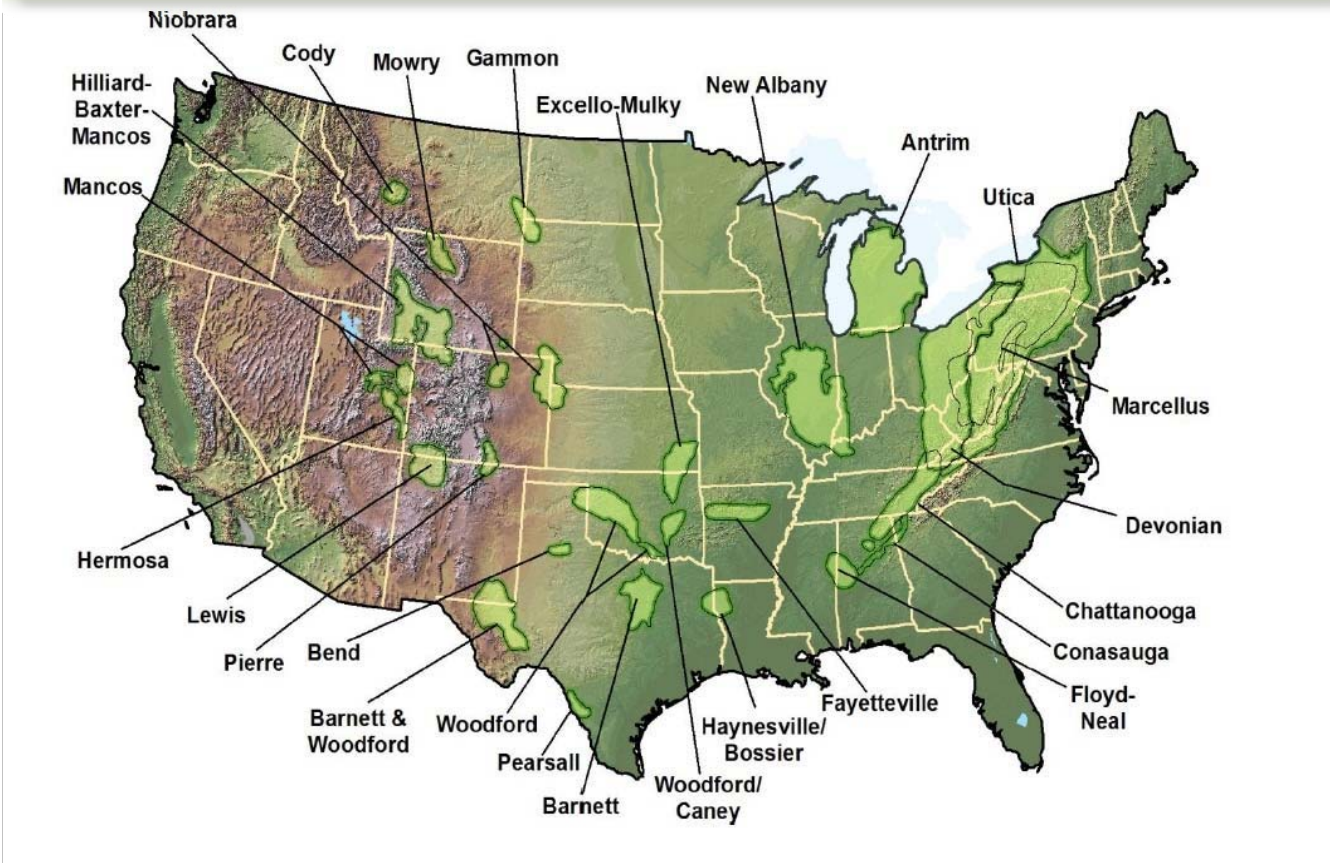 Niobrara
Cody
Mowry
Gammon
Hilliard-
Baxter-
Mancos
Excello-Mulky
New Albany
Antrim
Mancos
Utica
Marcellus
Devonian
Hermosa
Lewis
Chattanooga
Pierre
Bend
Conasauga
Floyd-
Neal
Fayetteville
Barnett &
Woodford
Woodford
Haynesville/
Bossier
Pearsall
Woodford/
Caney
Barnett